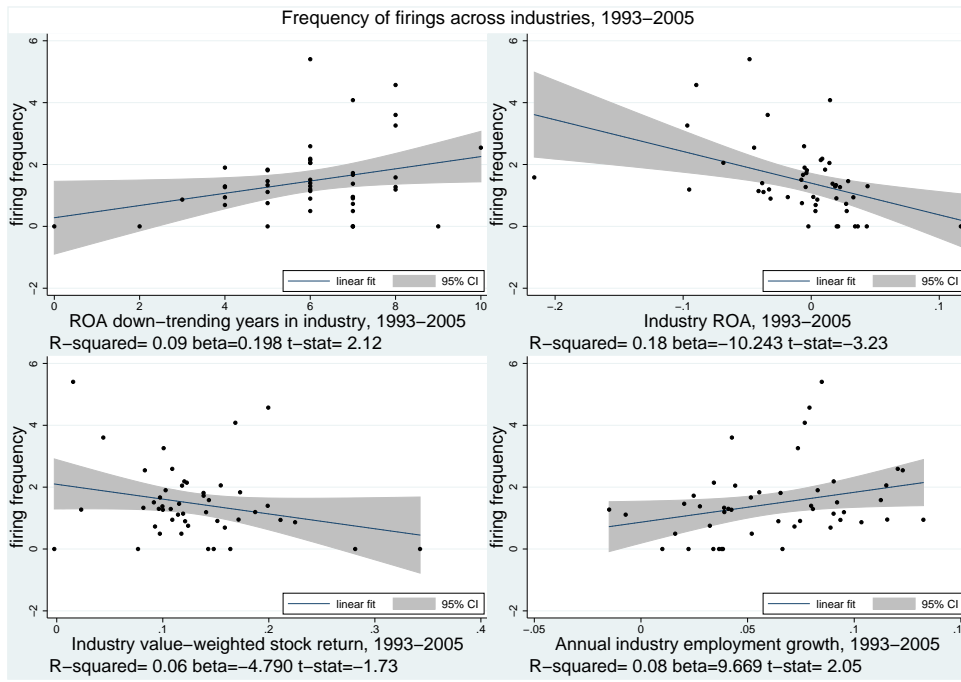 Frequency of firings across industries, 1993−2005
6
4
2
0
−2
firing frequency
0 2 4 6 8 10
linear fit 95% CI
ROA down−trending years in industry, 1993−2005
R−squared= 0.09 beta=0.198 t−stat= 2.12
6
4
2
0
−2
firing frequency
−.2 −.1 0 .1
linear fit 95% CI
Industry ROA, 1993−2005
R−squared= 0.18 beta=−10.243 t−stat=−3.23
6
4
2
0
−2
firing frequency
0 .1 .2 .3 .4
linear fit 95% CI
Industry value−weighted stock return, 1993−2005
R−squared= 0.06 beta=−4.790 t−stat=−1.73
6
4
2
0
−2
firing frequency
−.05 0 .05 .1 .1
linear fit 95% CI
Annual industry employment growth, 1993−2005
R−squared= 0.08 beta=9.669 t−stat= 2.05